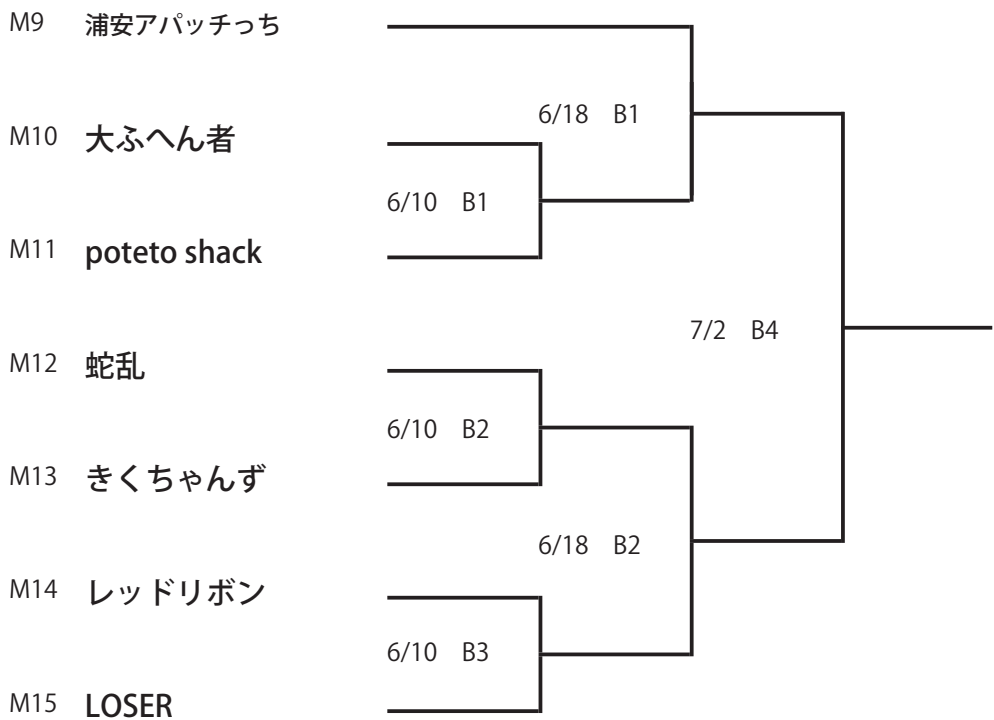 M9 浦安アパッチっち
6/18 B1
M10 大ふへん者
6/10 B1
M11 poteto shack
7/2 B4
M12 蛇乱
6/10 B2
M13 きくちゃんず
6/18 B2
M14 レッドリボン
6/10 B3
M15 LOSER